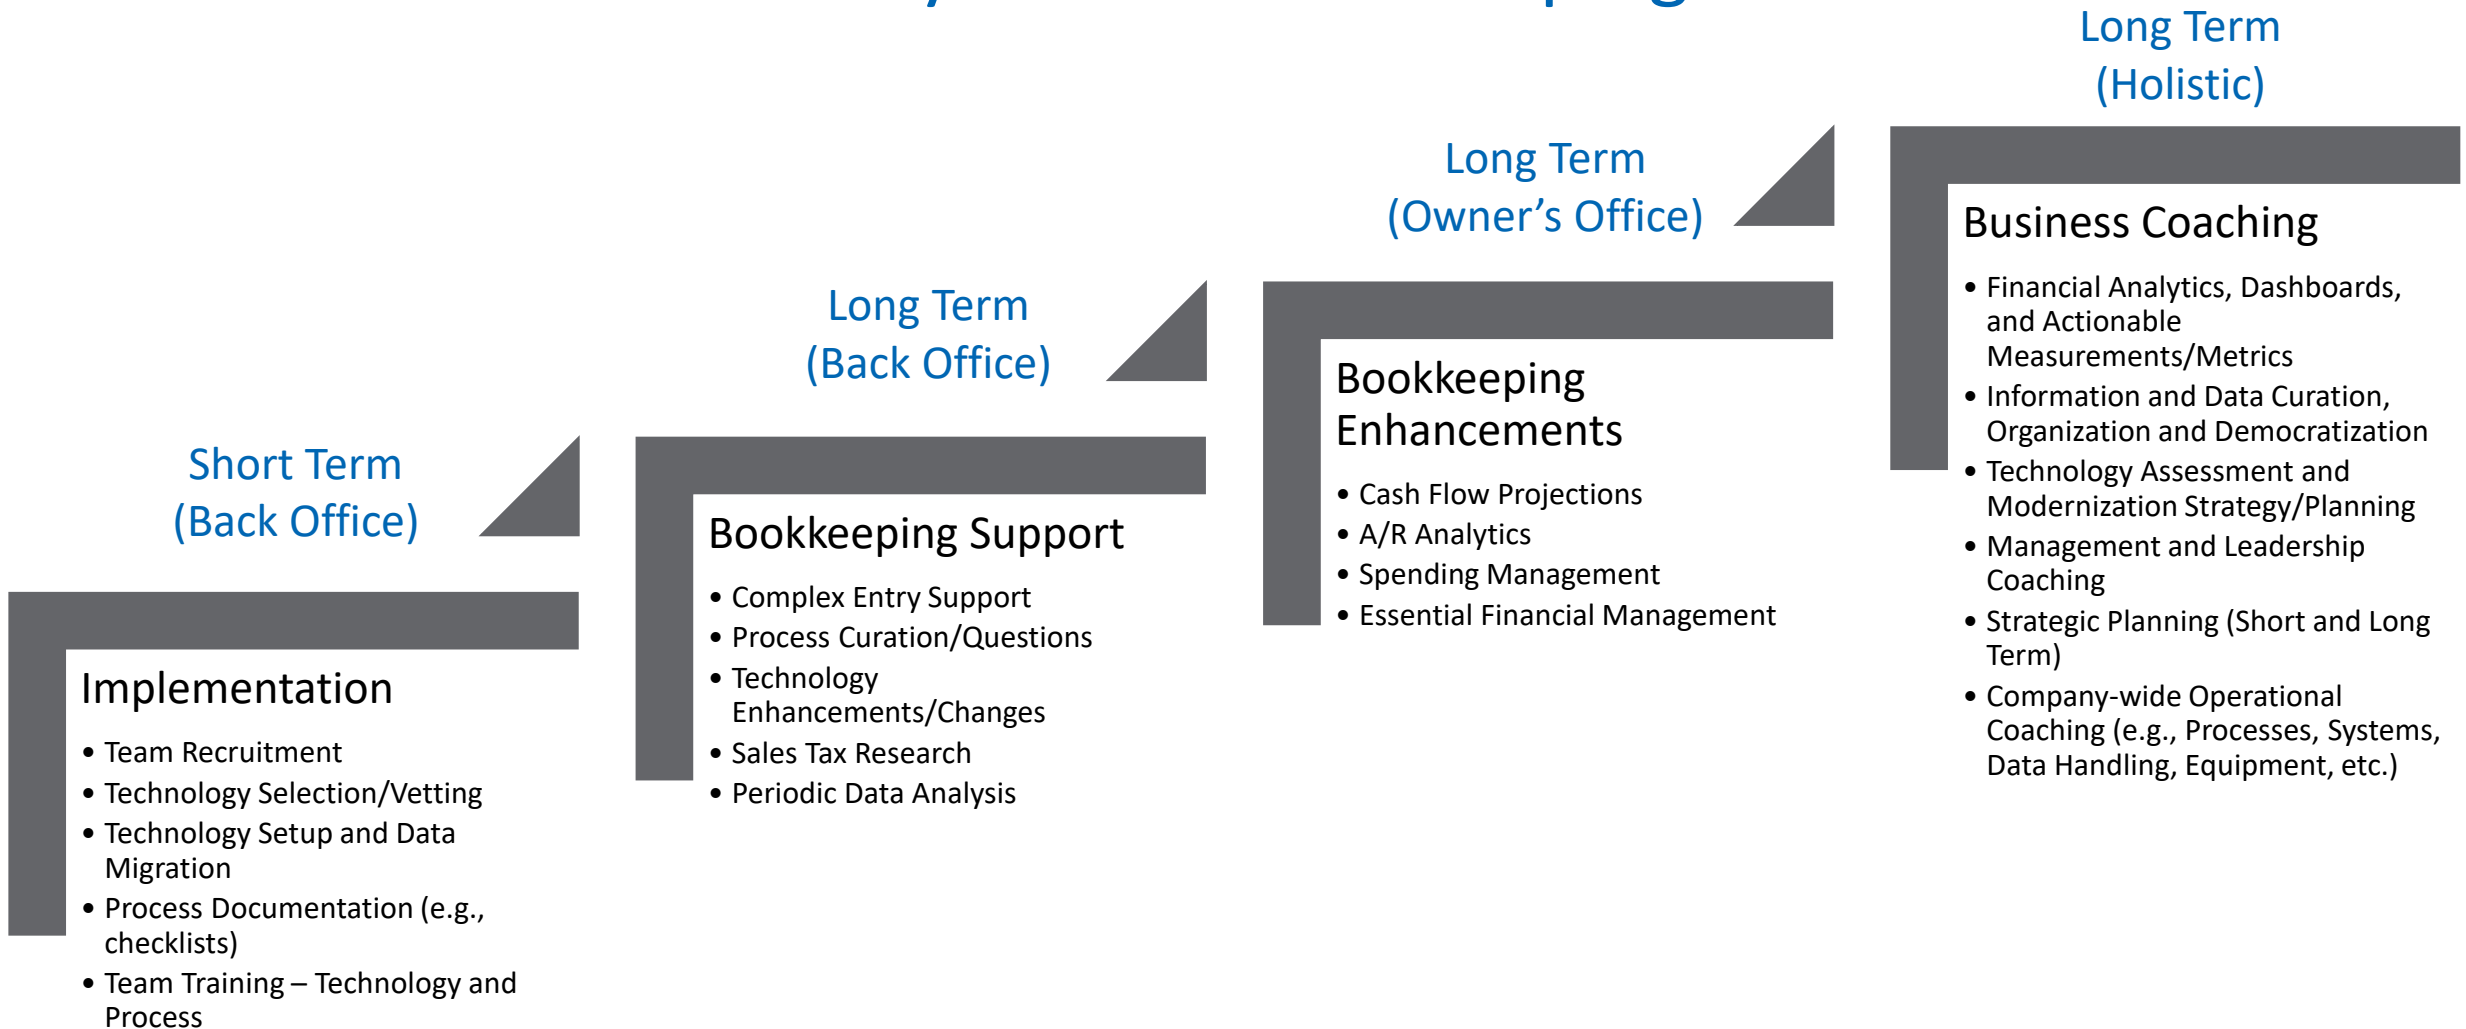 Short Term
(Back Office)
Implementation
• Team Recruitment
• Technology Selection/Vetting
• Technology Setup and Data
Migration
• Process Documentation (e.g.,
checklists)
• Team Training – Technology and
Process
Long Term
(Back Office)
Bookkeeping Support
• Complex Entry Support
• Process Curation/Questions
• Technology
Enhancements/Changes
• Sales Tax Research
• Periodic Data Analysis
Long Term
(Owner’s Office)
Bookkeeping
Enhancements
• Cash Flow Projections
• A/R Analytics
• Spending Management
• Essential Financial Management
Long Term
(Holistic)
Business Coaching
• Financial Analytics, Dashboards,
and Actionable
Measurements/Metrics
• Information and Data Curation,
Organization and Democratization
• Technology Assessment and
Modernization Strategy/Planning
• Management and Leadership
Coaching
• Strategic Planning (Short and Long
Term)
• Company-wide Operational
Coaching (e.g., Processes, Systems,
Data Handling, Equipment, etc.)